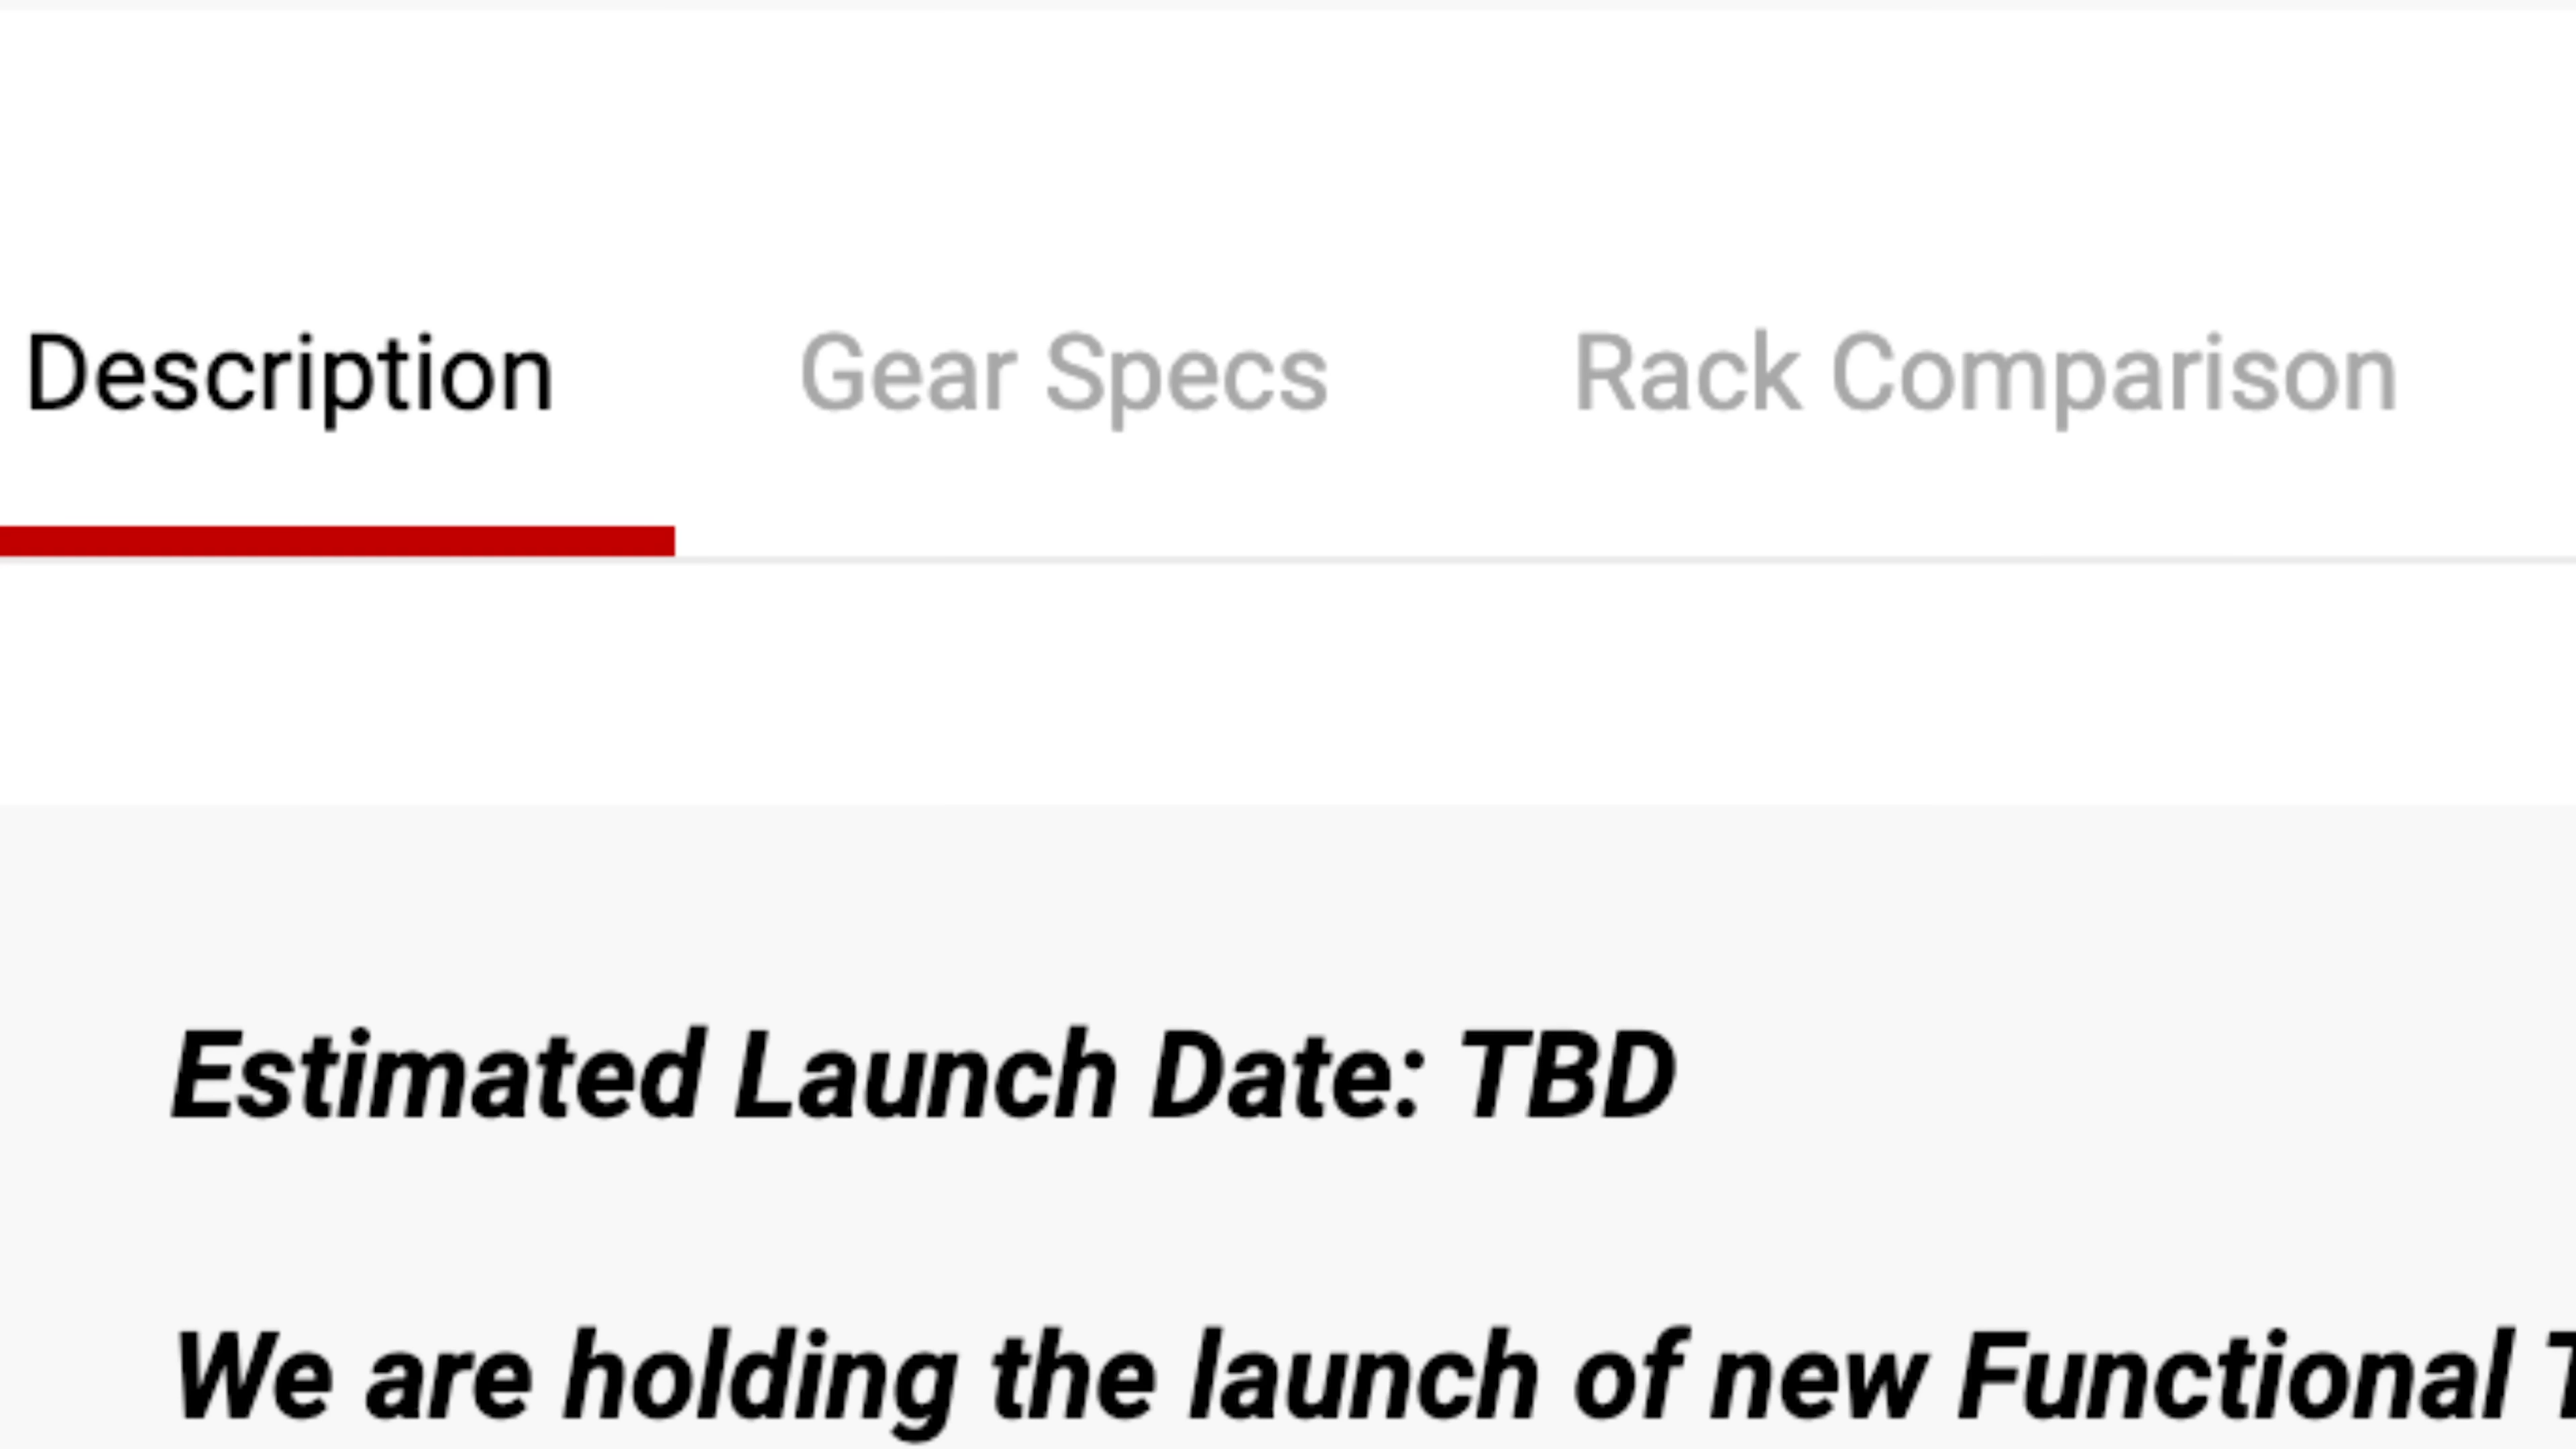 Description Gear Specs Rack Comparison
Estimated Launch Date: TBD
We are holding the launch of new Functional